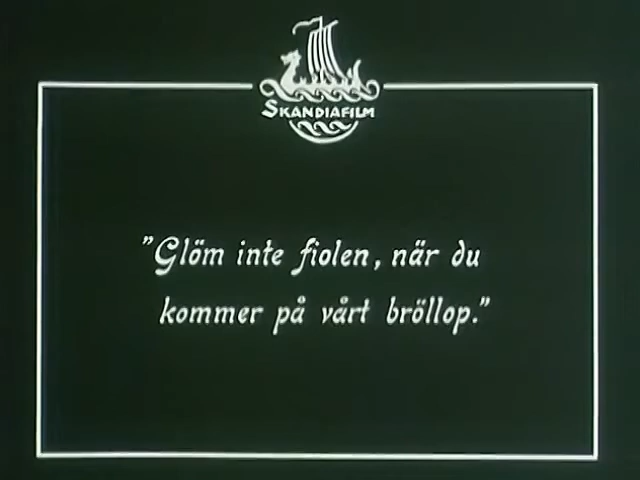 SKANDIAFILM
"Glöm inte fiolen, när du
kommer på vårt bröllop."